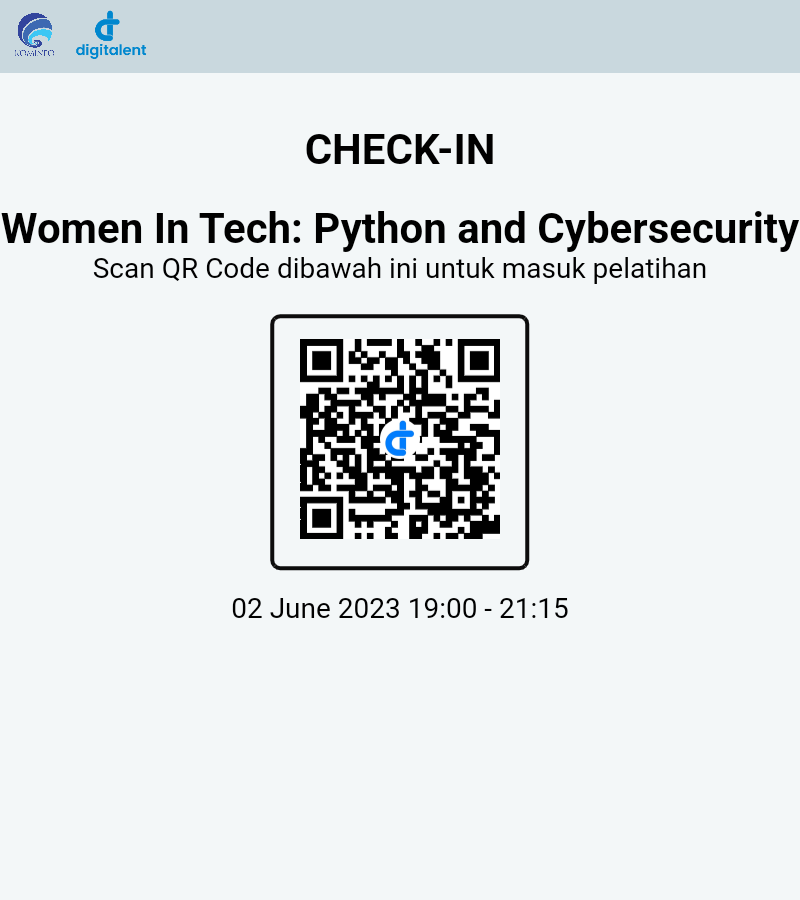 KOMINFO
digitalent
CHECK-IN
Women In Tech: Python and Cybersecurity
Scan QR Code dibawah ini untuk masuk pelatihan
02 June 2023 19:00 - 21:15